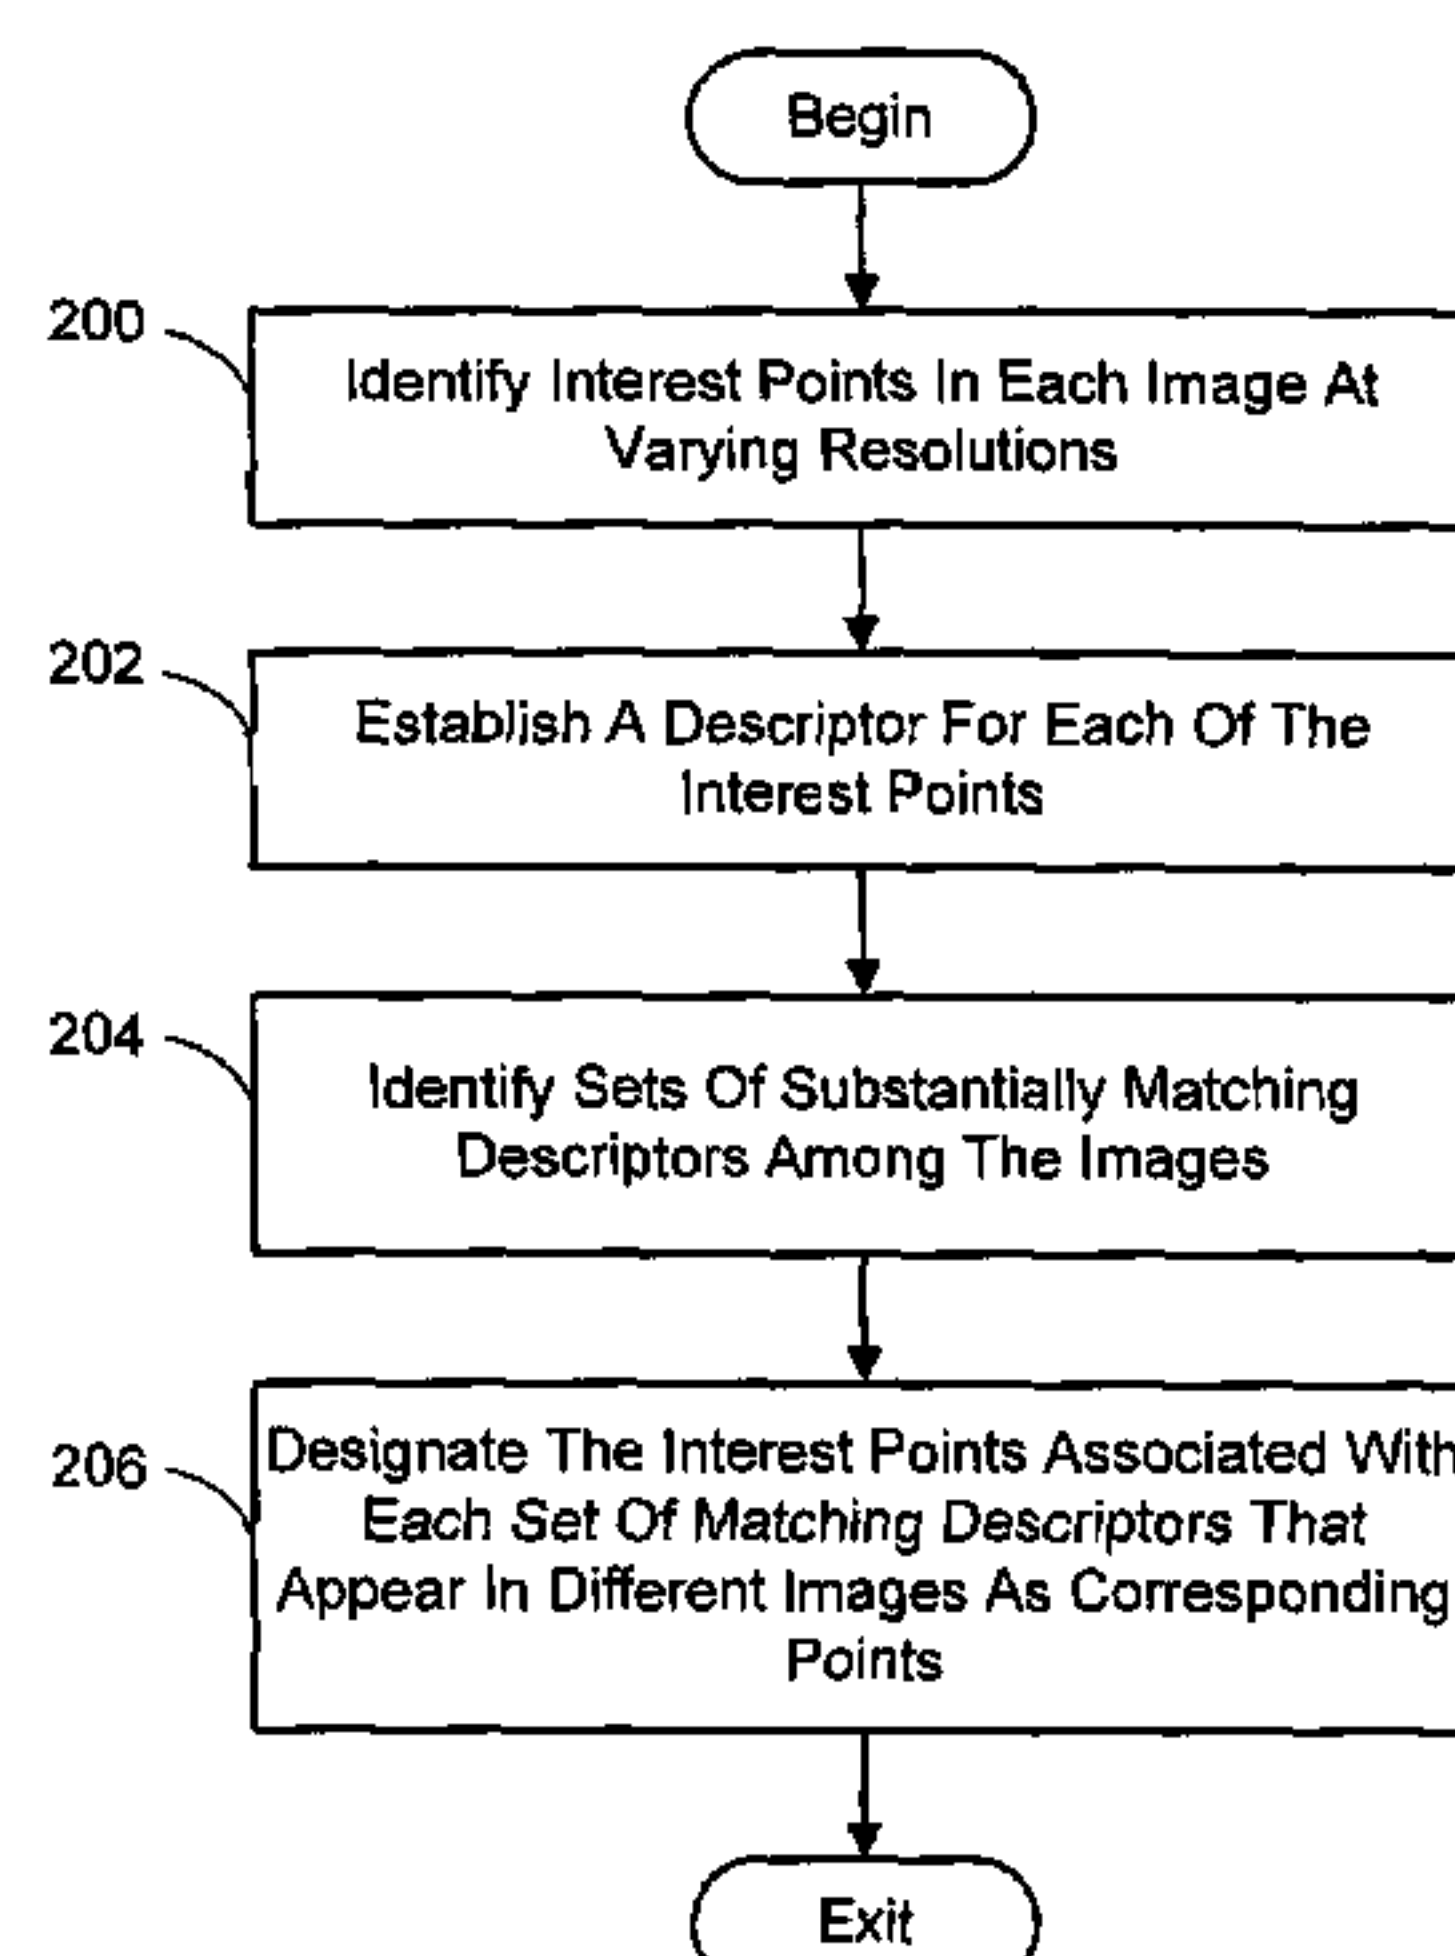 Begin
200
Identify Interest Points In Each Image At
Varying Resolutions
202
Establish A Descriptor For Each Of The
Interest Points
204
Identify Sets Of Substantially Matching
Descriptors Among The Images
206
Designate The Interest Points Associated With
Each Set Of Matching Descriptors That
Appear In Different Images As Corresponding
Points
Exit